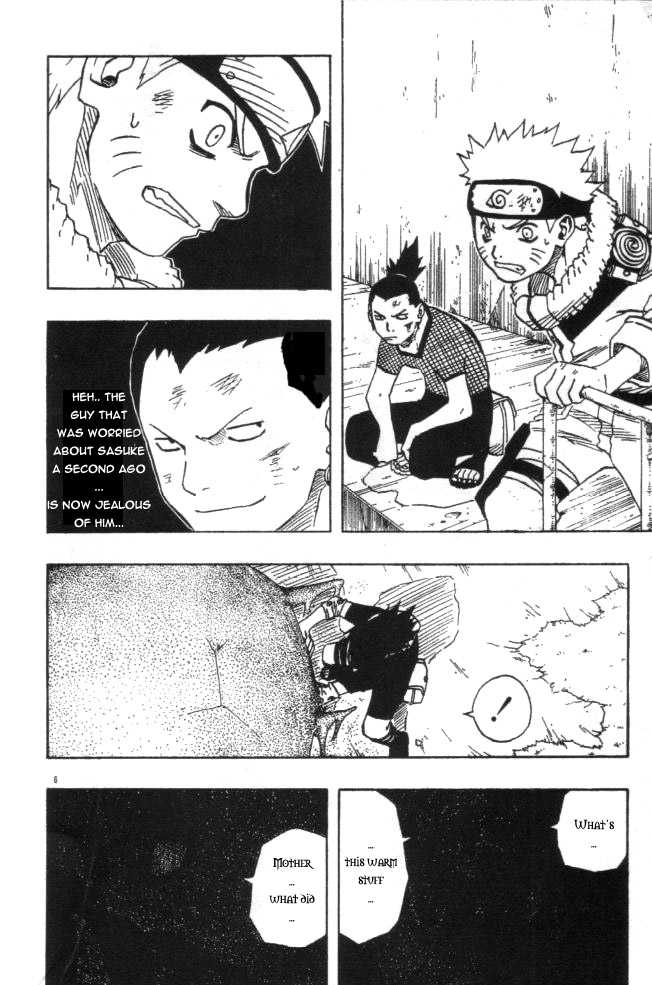 HEH.. THE
GUY THAT
WAS WORRIED
ABOUT SASUKE
A SECOND AGO
...
IS NOW JEALOUS
OF HIM...
!
6
WHAT'S
...
...
THIS WARM
STUFF
...
MOTHER
...
WHAT DID
...